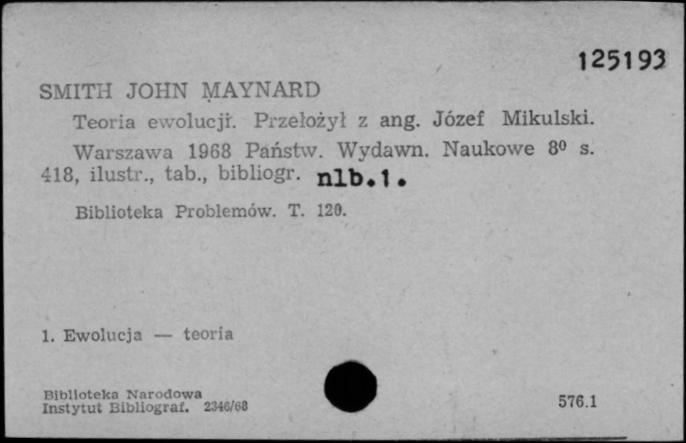 125193
SMITH JOHN MAYNARD
Teoria ewolucji. Przełożył z ang. Józef Mikulski.
Warszawa 1968 Państw. Wydawn. Naukowe 8⁰ s.
418, ilustr., tab., bibliogr. nlb.1.
Biblioteka Problemów. T. 120.
1. Ewolucja — teoria
Biblioteka Narodowa
Instytut Bibliograf. 2346/68
576.1